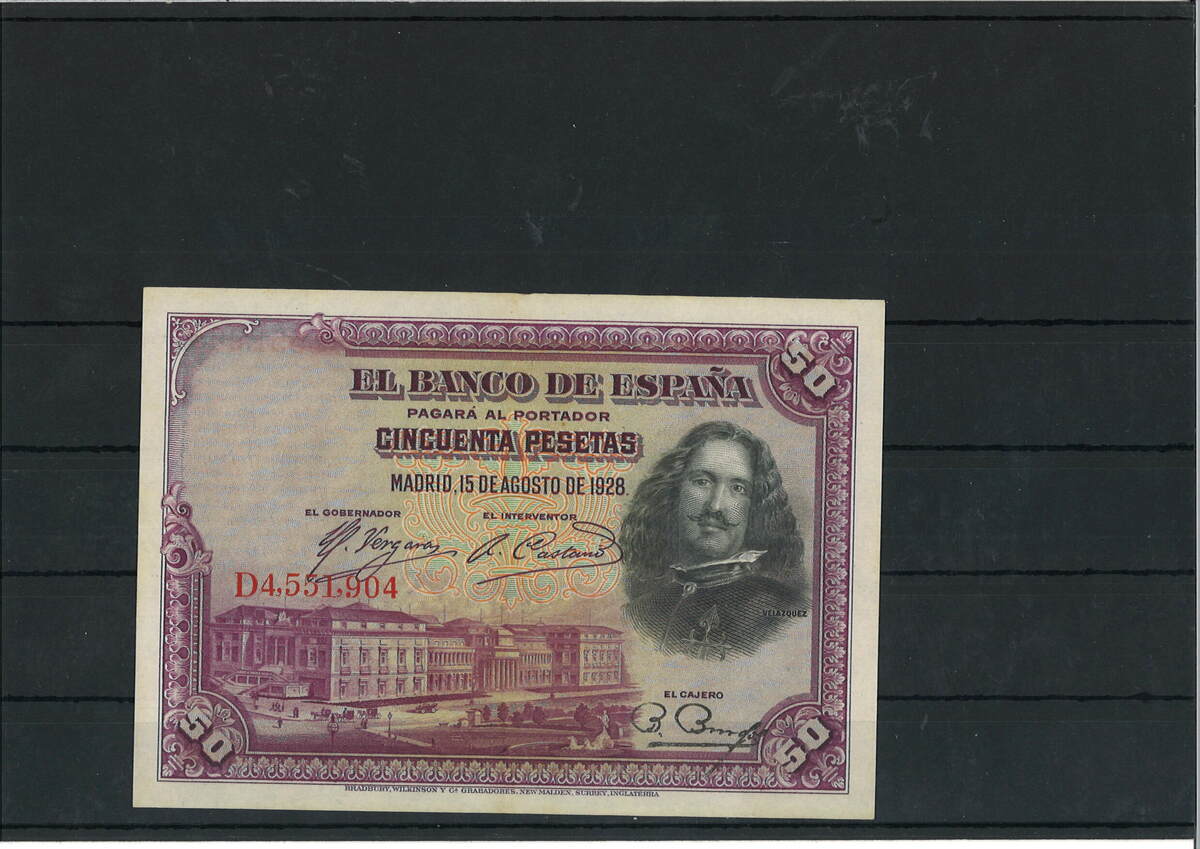 50
EL BANCO DE ESPAÑA
PAGARÁ AL PORTADOR
CINCUENTA PESETAS
MADRID, 15 DE AGOSTO DE 1928.
EL GOBERNADOR EL INTERVENTOR
D4,551,904
VELAZQUEZ
EL CAJERO
50
50
BRADBURY, WILKINSON Y Cª GRABADORES. NEW MALDEN, SURREY, INGLATERRA